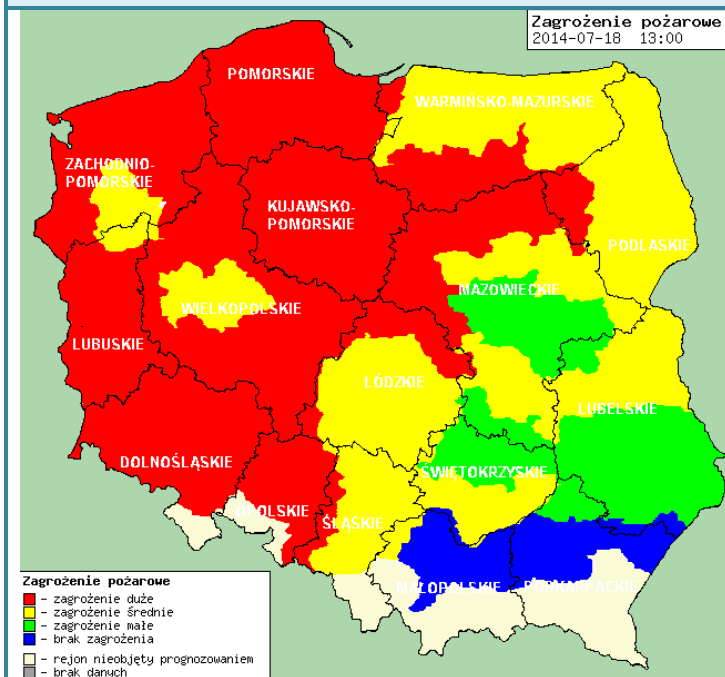 Zagrożenie pożarowe
2014-07-18 13:00
POMORSKIE
WARMIŃSKO-MAZURSKIE
ZACHODNIO-
POMORSKIE
KUJAWSKO-
POMORSKIE
PODLASKIE
MAZOWIECKIE
WIELKOPOLSKIE
LUBUSKIE
ŁÓDZKIE
LUBELSKIE
DOLNOŚLĄSKIE
ŚWIĘTOKRZYSKIE
OPOLSKIE
ŚLĄSKIE
MAŁOPOLSKIE
PODKARPACKIE
Zagrożenie pożarowe
- zagrożenie duże
- zagrożenie średnie
- zagrożenie małe
- brak zagrożenia
- rejon nieobjęty prognozowaniem
- brak danych